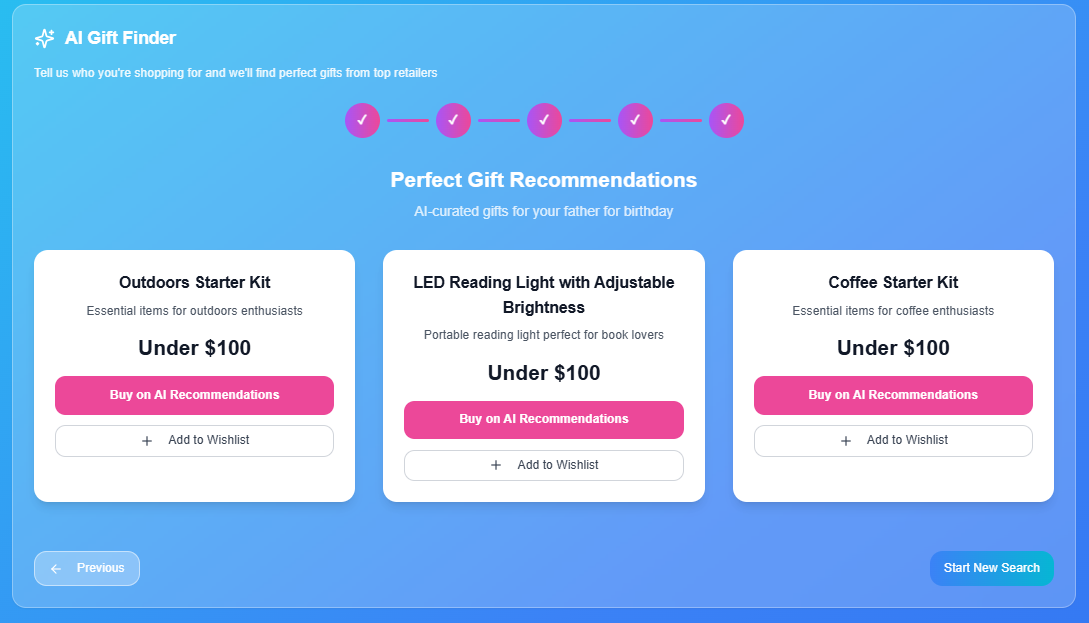 AI Gift Finder
Tell us who you're shopping for and we'll find perfect gifts from top retailers
✓ ✓ ✓ ✓ ✓
Perfect Gift Recommendations
AI-curated gifts for your father for birthday
Outdoors Starter Kit
Essential items for outdoors enthusiasts
Under $100
Buy on AI Recommendations
+ Add to Wishlist
LED Reading Light with Adjustable
Brightness
Portable reading light perfect for book lovers
Under $100
Buy on AI Recommendations
+ Add to Wishlist
Coffee Starter Kit
Essential items for coffee enthusiasts
Under $100
Buy on AI Recommendations
+ Add to Wishlist
← Previous
Start New Search